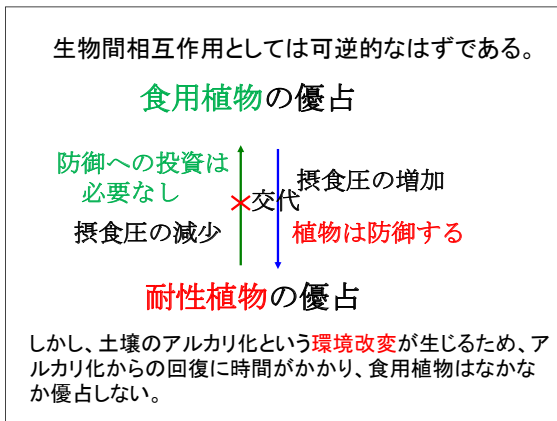 生物間相互作用としては可逆的なはずである。
食用植物の優占
防御への投資は
必要なし
摂食圧の減少
交代
摂食圧の増加
植物は防御する
耐性植物の優占
しかし、土壌のアルカリ化という環境改変が生じるため、ア
ルカリ化からの回復に時間がかかり、食用植物はなかな
か優占しない。